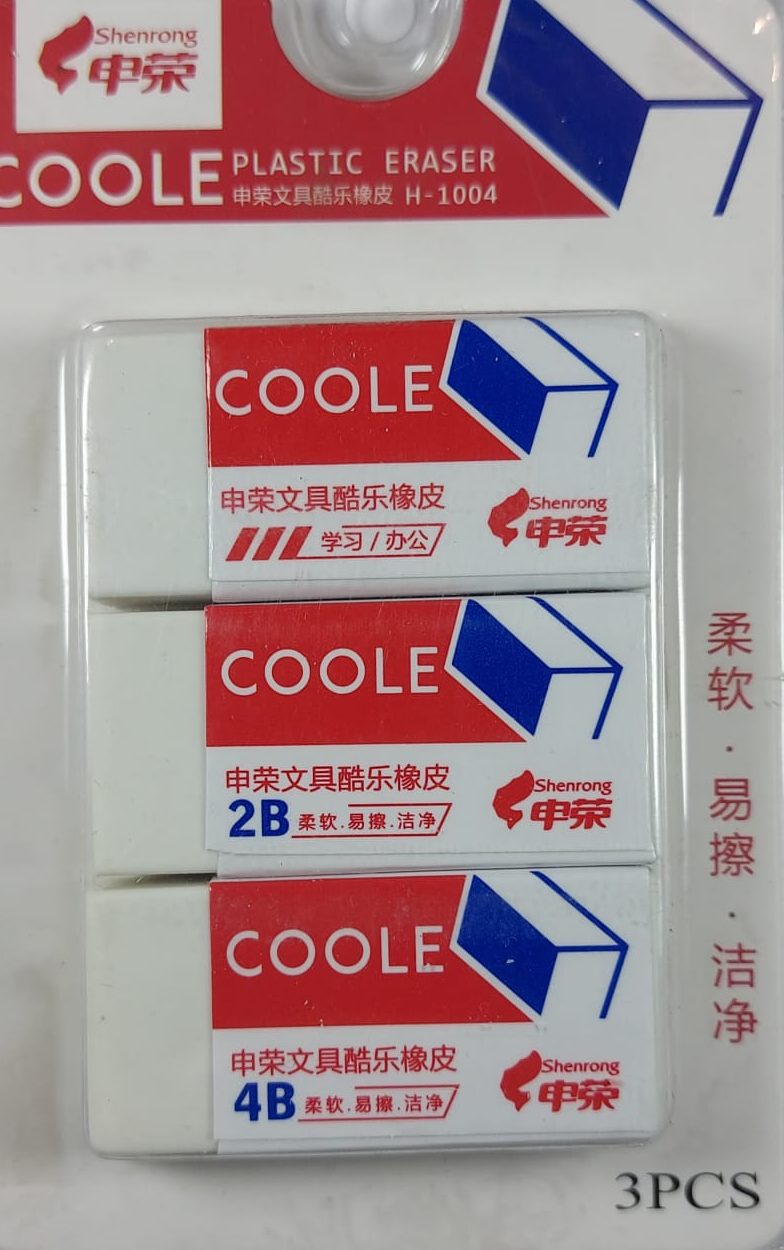 Shenrong
申荣
COOLE
PLASTIC ERASER
申荣文具酷乐橡皮 H-1004
COOLE
申荣文具酷乐橡皮
学习/办公
Shenrong
申荣
COOLE
申荣文具酷乐橡皮
2B 柔软.易擦.洁净
Shenrong
申荣
COOLE
申荣文具酷乐橡皮
4B 柔软.易擦.洁净
Shenrong
申荣
柔软·易擦·洁净
3PCS